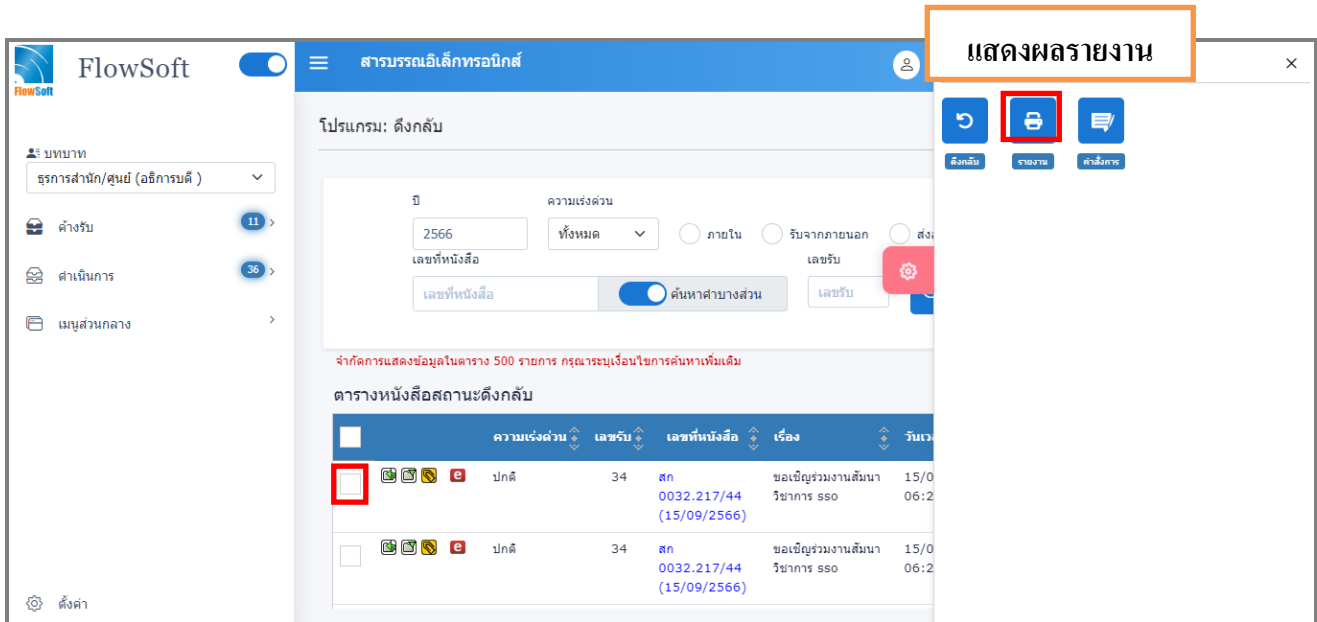 แสดงผลรายงาน
FlowSoft
FlowSoft
สารบรรณอิเล็กทรอนิกส์
โปรแกรม: ดึงกลับ
ดึงกลับ
รายงาน
คำสั่งการ
บทบาท
ธุรการสำนัก/ศูนย์ (อธิการบดี )
ค้างรับ
11
ดำเนินการ
36
เมนูส่วนกลาง
ตั้งค่า
ปี
ความเร่งด่วน
2566
ทั้งหมด
ภายใน
รับจากภายนอก
เลขที่หนังสือ
เลขรับ
เลขที่หนังสือ
ค้นหาคำบางส่วน
เลขรับ
จำกัดการแสดงข้อมูลในตาราง 500 รายการ กรุณาระบุเงื่อนไขการค้นหาเพิ่มเติม
ตารางหนังสือสถานะดึงกลับ
ความเร่งด่วน เลขรับ เลขที่หนังสือ เรื่อง
ปกติ 34 สก ขอเชิญร่วมงานสัมนา 15/0
0032.217/44 วิชาการ sso 06:2
(15/09/2566)
ปกติ 34 สก ขอเชิญร่วมงานสัมนา 15/0
0032.217/44 วิชาการ sso 06:2
(15/09/2566)